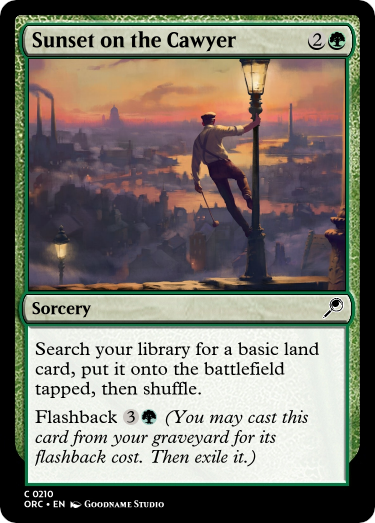 Sunset on the Cawyer 2
Sorcery
Search your library for a basic land
card, put it onto the battlefield
tapped, then shuffle.
Flashback 3 (You may cast this
card from your graveyard for its
flashback cost. Then exile it.)
C 0210
ORC • EN Goodname Studio